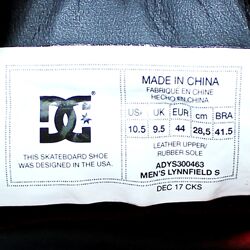 MADE IN CHINA
FABRIQUÉ EN CHINE
HECHO EN CHINA
US UK EUR cm BRA
10.5 9.5 44 28,5 41.5
LEATHER UPPER/
RUBBER SOLE
ADYS300463
MEN'S LYNNFIELD S
DEC 17 CKS
DC
THIS SKATEBOARD SHOE
WAS DESIGNED IN THE USA.